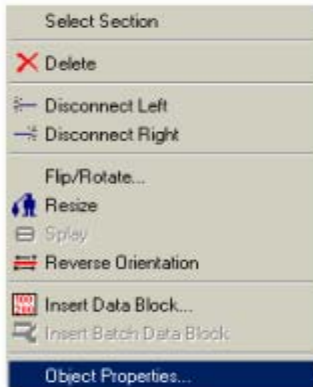 Select Section
Delete
Disconnect Left
Disconnect Right
Flip/Rotate...
Resize
Splay
Reverse Orientation
Insert Data Block...
Insert Batch Data Block
Object Properties...